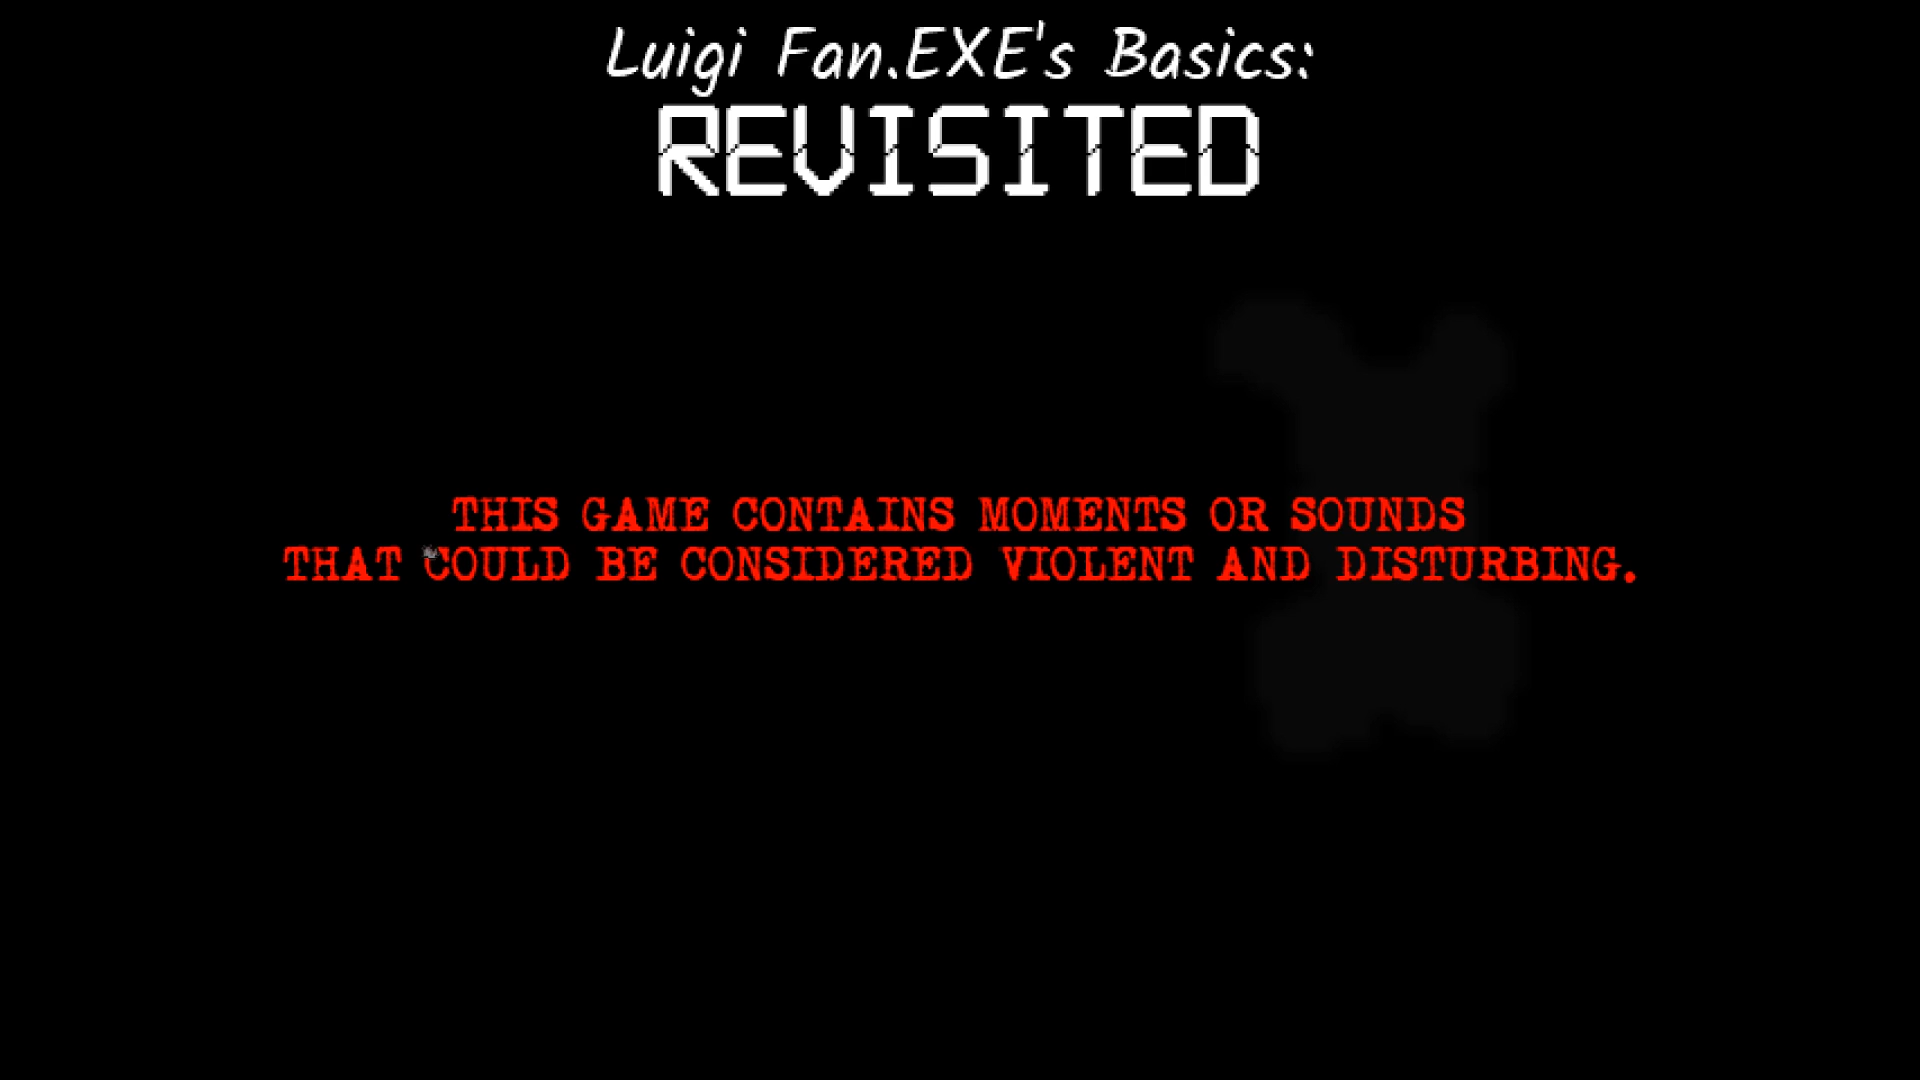 Luigi Fan.EXE's Basics:
REVISITED
THIS GAME CONTAINS MOMENTS OR SOUNDS
THAT COULD BE CONSIDERED VIOLENT AND DISTURBING.